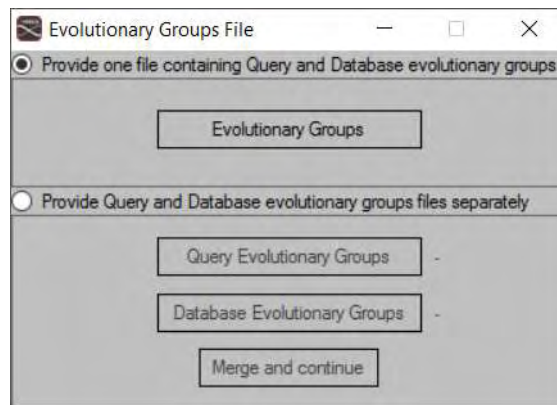 Evolutionary Groups File
Provide one file containing Query and Database evolutionary groups
Evolutionary Groups
Provide Query and Database evolutionary groups files separately
Query Evolutionary Groups -
Database Evolutionary Groups -
Merge and continue